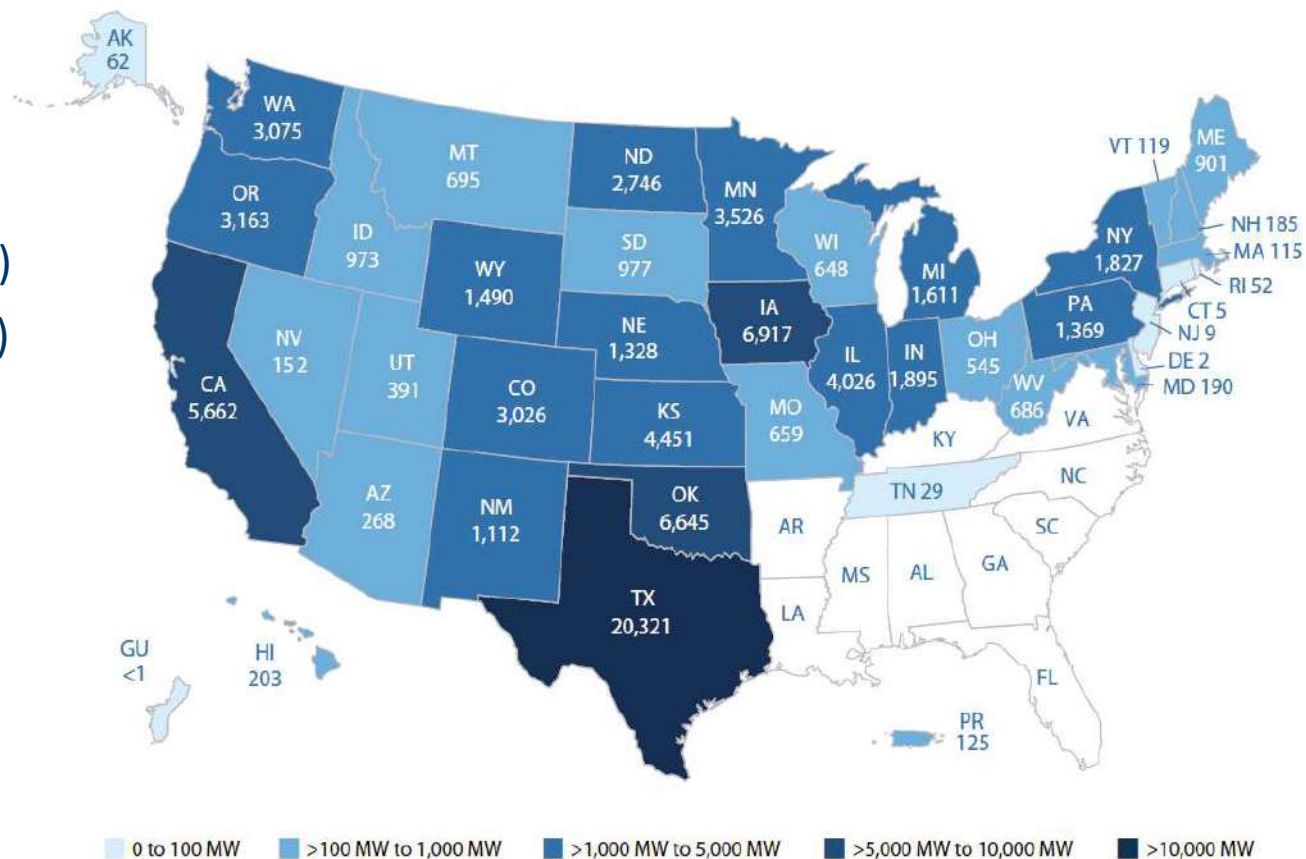 AK
62
WA
3,075
MT
695
ND
2,746
MN
3,526
VT 119
ME
901
OR
3,163
ID
973
SD
977
WI
648
NY
1,827
NH 185
MA 115
)
WY
1,490
MI
1,611
RI 52
CT 5
)
NV
152
UT
391
NE
1,328
IA
6,917
IL
4,026
IN
1,895
OH
545
PA
1,369
NJ 9
DE 2
MD 190
CA
5,662
CO
3,026
KS
4,451
MO
659
WV
686
KY
VA
AZ
268
NM
1,112
OK
6,645
AR
TN 29
NC
SC
MS
AL
GA
LA
TX
20,321
GU
<1
HI
203
FL
PR
125
0 to 100 MW
>100 MW to 1,000 MW
>1,000 MW to 5,000 MW
>5,000 MW to 10,000 MW
>10,000 MW